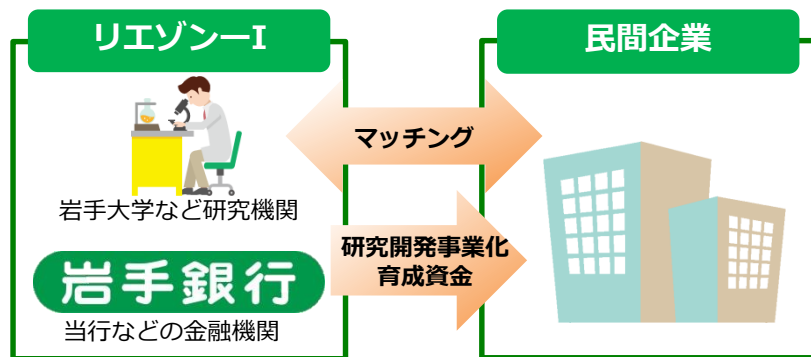 リエゾンーI
民間企業
マッチング
岩手大学など研究機関
研究開発事業化
育成資金
岩手銀行
当行などの金融機関